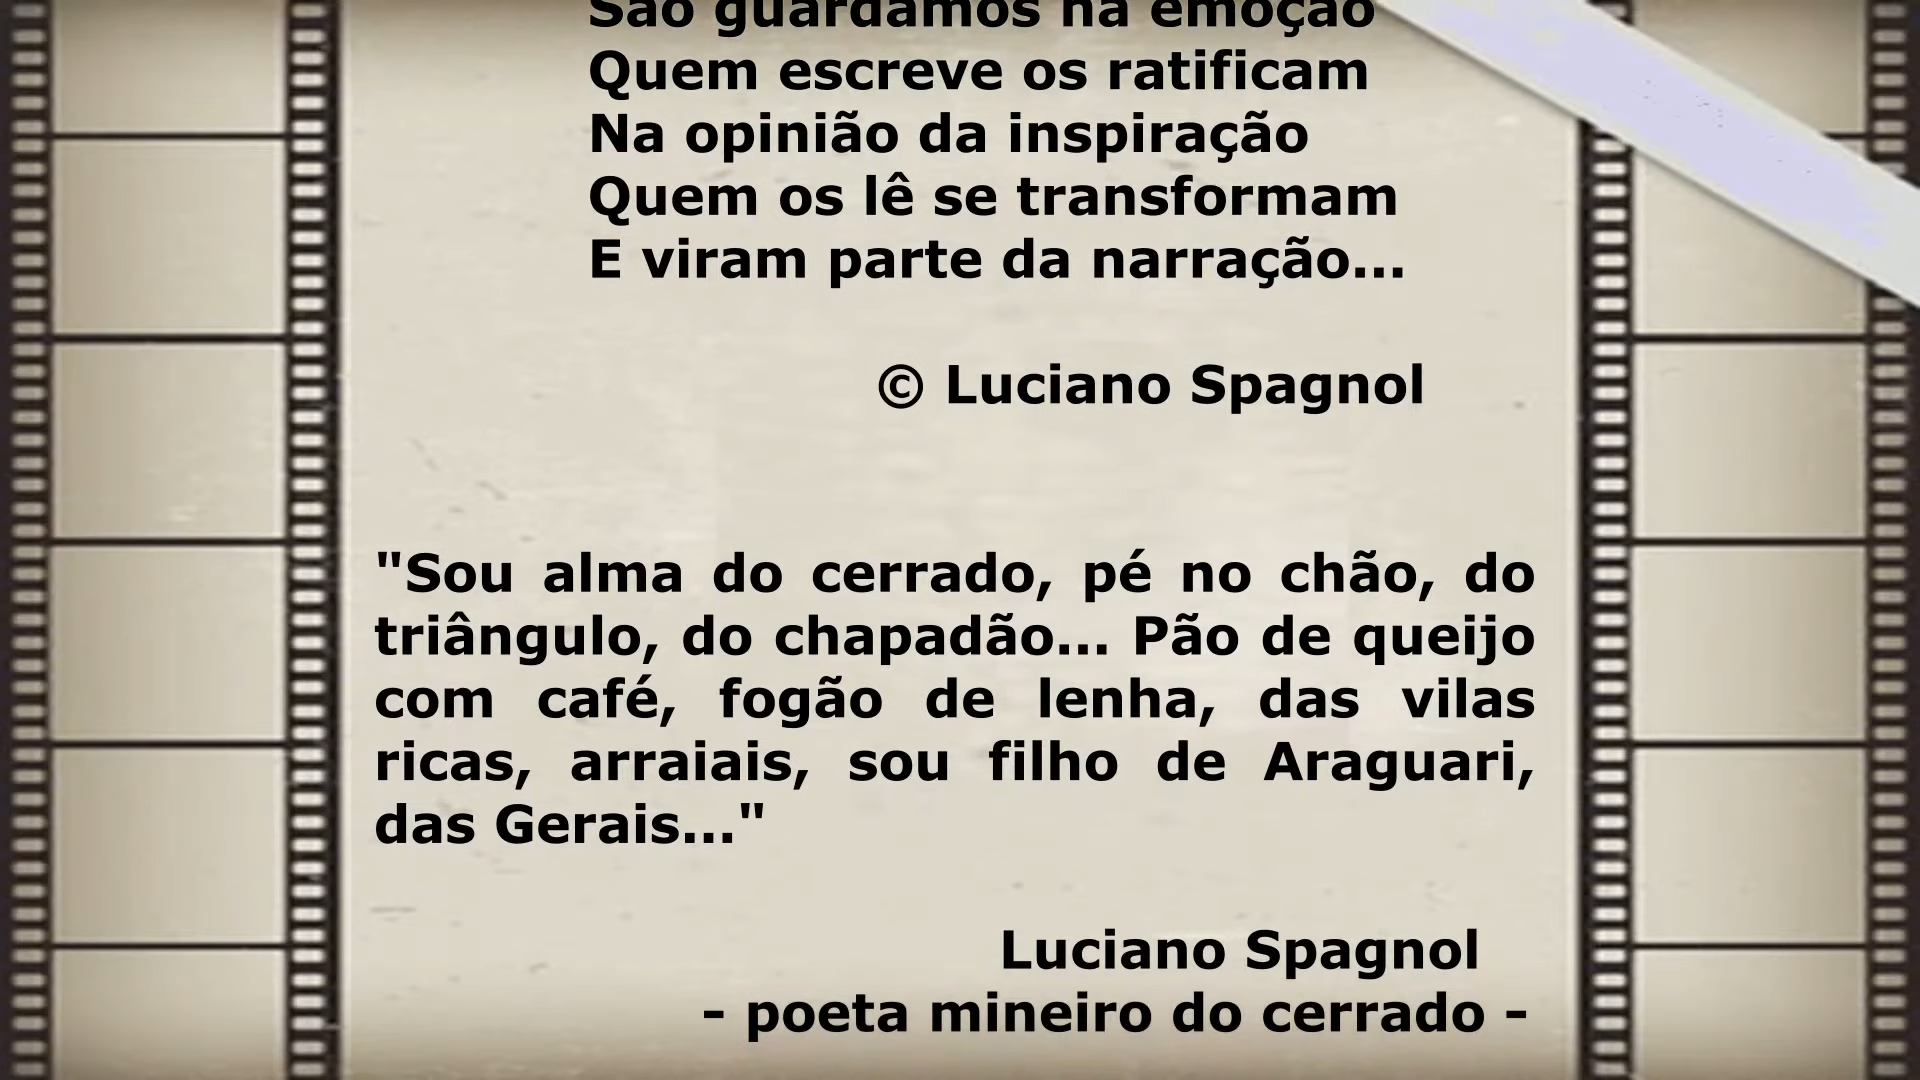 São guardamos na emoção
Quem escreve os ratificam
Na opinião da inspiração
Quem os lê se transformam
E viram parte da narração...
© Luciano Spagnol
"Sou alma do cerrado, pé no chão, do
triângulo, do chapadão... Pão de queijo
com café, fogão de lenha, das vilas
ricas, arraiais, sou filho de Araguari,
das Gerais..."
Luciano Spagnol
- poeta mineiro do cerrado -